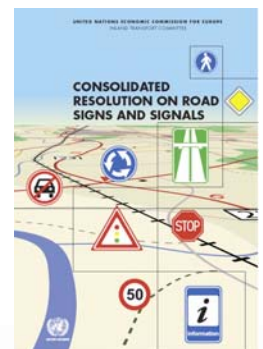 UNITED NATIONS ECONOMIC COMMISSION FOR EUROPE
INLAND TRANSPORT COMMITTEE
CONSOLIDATED
RESOLUTION ON ROAD
SIGNS AND SIGNALS
STOP
50
i
information